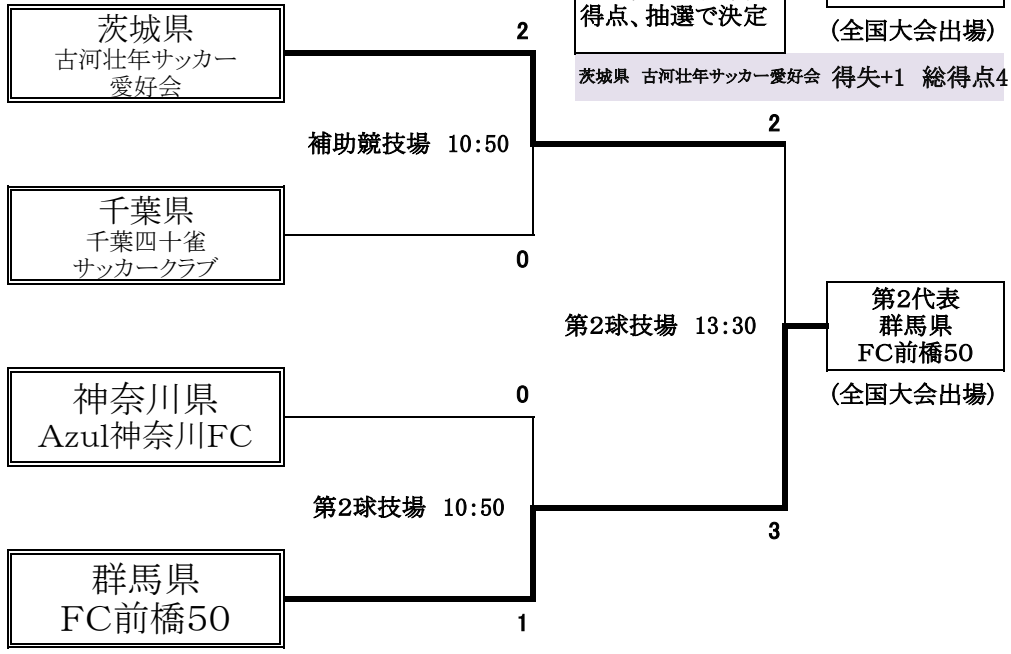 得点、抽選で決定
(全国大会出場)
茨城県
古河壮年サッカー
愛好会
2
茨城県 古河壮年サッカー愛好会 得失+1 総得点4
補助競技場 10:50
2
千葉県
千葉四十雀
サッカークラブ
0
第2球技場 13:30
第2代表
群馬県
FC前橋50
(全国大会出場)
神奈川県
Azul神奈川FC
0
第2球技場 10:50
3
群馬県
FC前橋50
1